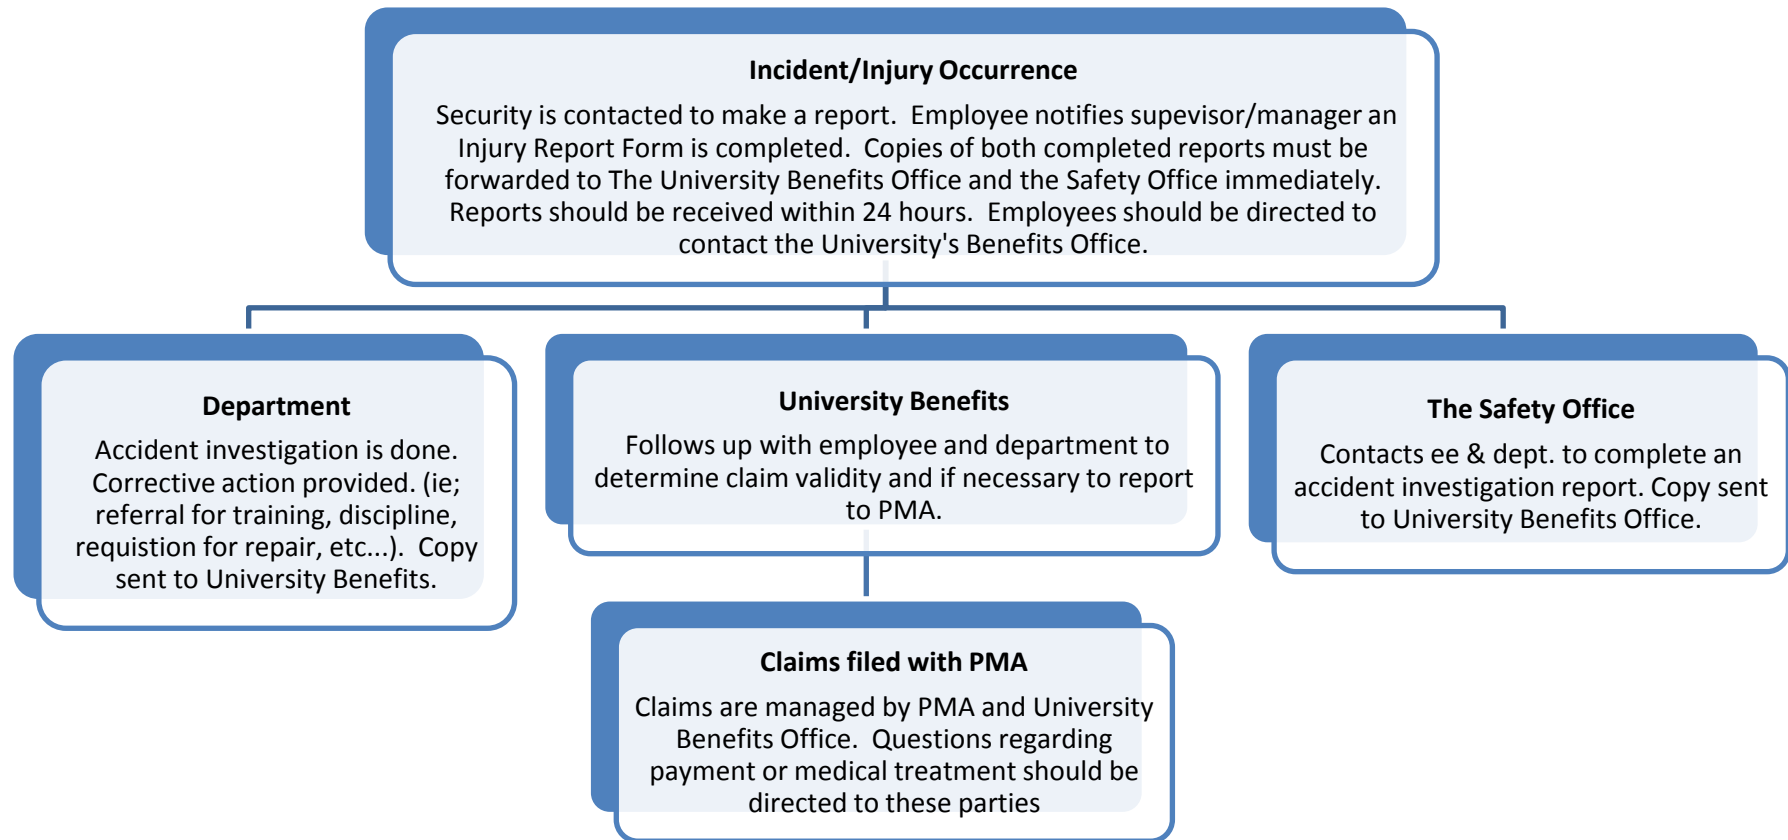 Incident/Injury Occurrence
Security is contacted to make a report.  Employee notifies supevisor/manager an
Injury Report Form is completed.  Copies of both completed reports must be
forwarded to The University Benefits Office and the Safety Office immediately.
Reports should be received within 24 hours.  Employees should be directed to
contact the University's Benefits Office.
Department
Accident investigation is done.
Corrective action provided. (ie;
referral for training, discipline,
requistion for repair, etc...).  Copy
sent to University Benefits.
University Benefits
Follows up with employee and department to
determine claim validity and if necessary to report
to PMA.
The Safety Office
Contacts ee & dept. to complete an
accident investigation report. Copy sent
to University Benefits Office.
Claims filed with PMA
Claims are managed by PMA and University
Benefits Office.  Questions regarding
payment or medical treatment should be
directed to these parties